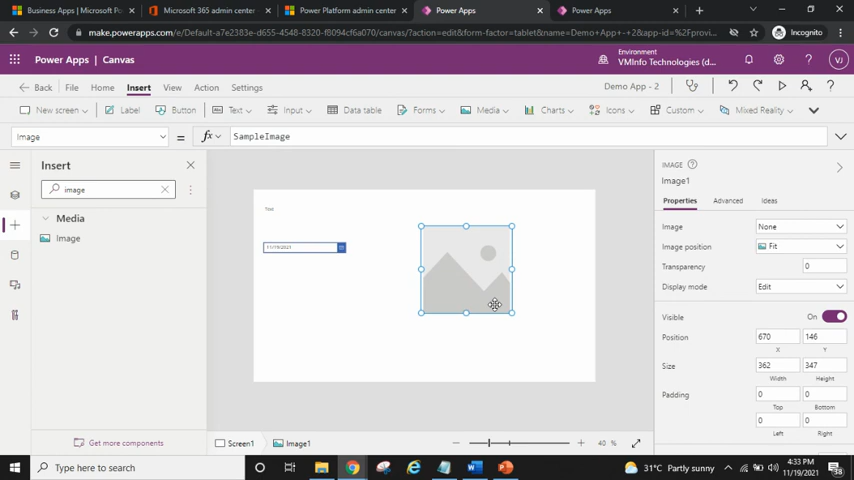 Business Apps | Microsoft Po
Microsoft 365 admin center
Power Platform admin center
Power Apps
Power Apps
make.powerapps.com/e/Default-a7e2383e-d655-4548-8320-f8094cf6a070/canvas/?action=edit&form-factor=tablet&name=Demo+App+-+2&app-id=%2Fprovi...
Incognito
Power Apps | Canvas
Environment
VMInfo Technologies (d...
VJ
Back
File
Home
Insert
View
Action
Settings
Demo App - 2
New screen
Label
Button
Text
Input
Data table
Forms
Media
Charts
Icons
Custom
Mixed Reality
Image
=
fx
SampleImage
Insert
image
Media
Image
Get more components
Text
11/19/2021
IMAGE
Image1
Properties
Advanced
Ideas
Image
None
Image position
Fit
Transparency
0
Display mode
Edit
Visible
On
Position
670
146
X
Y
Size
362
347
Width
Height
Padding
0
0
Top
Bottom
0
0
Left
Right
Screen1
Image1
40 %
Type here to search
31°C Partly sunny
4:33 PM
11/19/2021
38